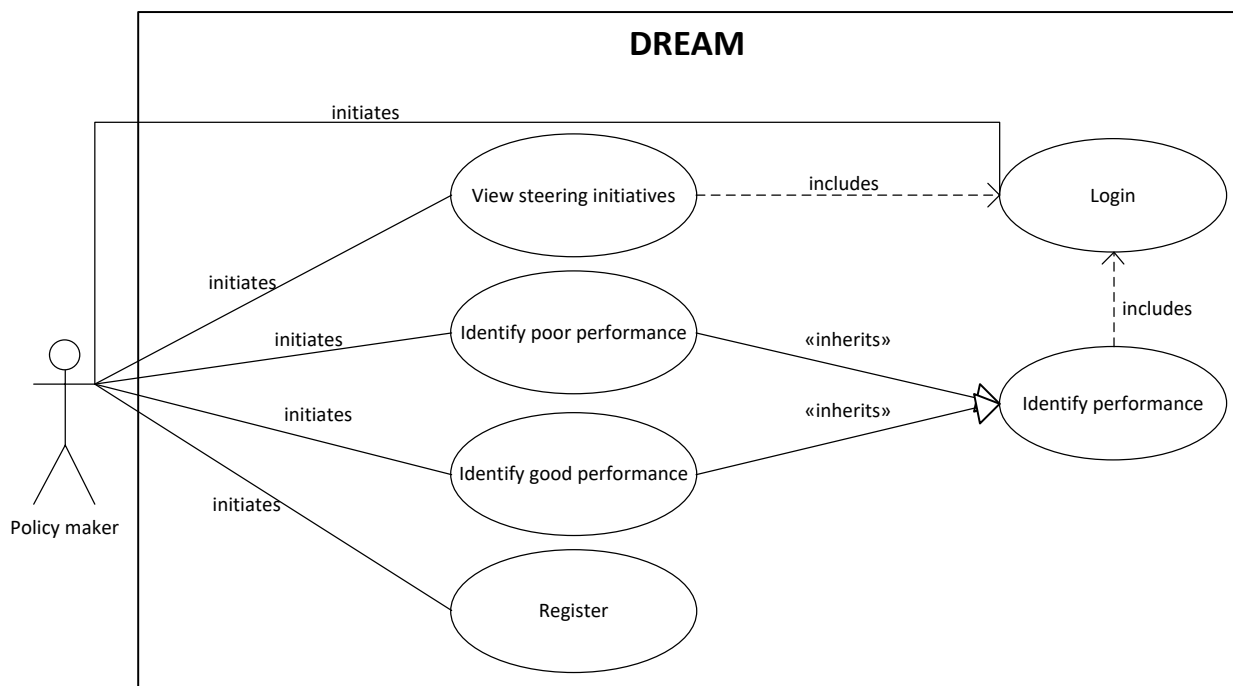 DREAM
initiates
View steering initiatives
includes
Login
initiates
includes
initiates
Identify poor performance
«inherits»
Identify performance
initiates
«inherits»
Identify good performance
initiates
Policy maker
Register